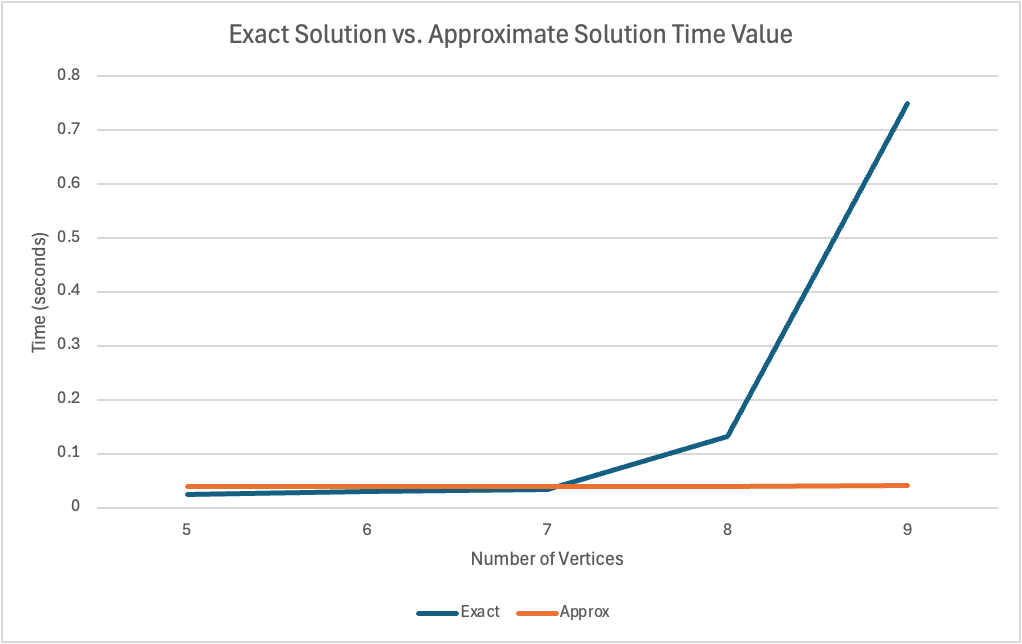 Exact Solution vs. Approximate Solution Time Value
0.8
0.7
0.6
0.5
0.4
0.3
0.2
0.1
0
Time (seconds)
5 6 7 8 9
Number of Vertices
Exact Approx